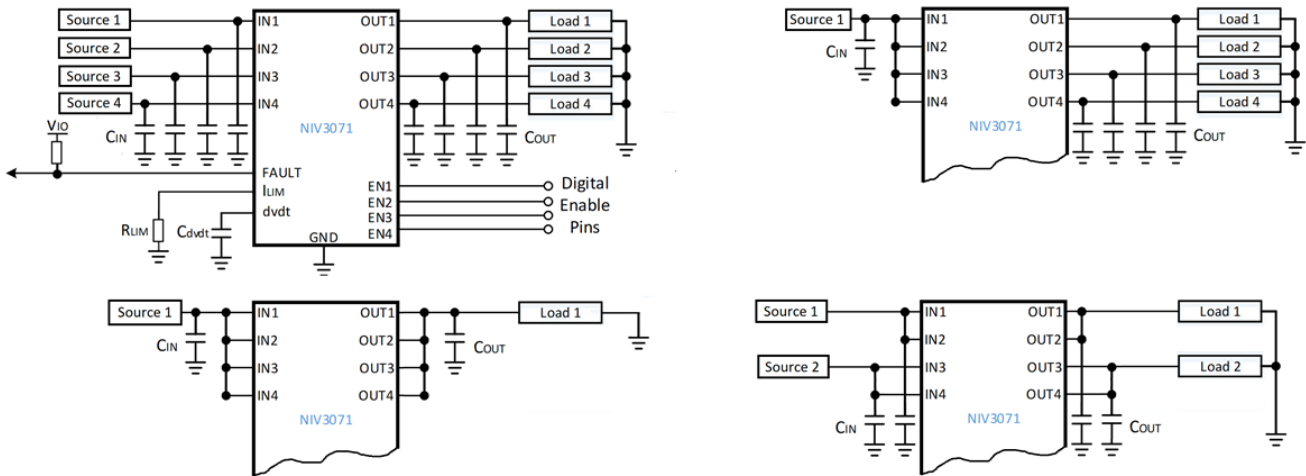 Source 1
IN1
OUT1
Load 1
Source 2
IN2
OUT2
Load 2
Source 3
IN3
OUT3
Load 3
Source 4
IN4
OUT4
Load 4
VIO
CIN
NIV3071
COUT
FAULT
ILIM
dvdt
RLIM
Cdvdt
GND
EN1
EN2
EN3
EN4
Digital
Enable
Pins
Source 1
IN1
OUT1
Load 1
CIN
IN2
OUT2
Load 2
IN3
OUT3
Load 3
IN4
OUT4
Load 4
NIV3071
COUT
Source 1
IN1
OUT1
Load 1
CIN
IN2
OUT2
COUT
IN3
OUT3
IN4
OUT4
NIV3071
Source 1
IN1
OUT1
Load 1
IN2
OUT2
Source 2
IN3
OUT3
Load 2
IN4
OUT4
CIN
NIV3071
COUT